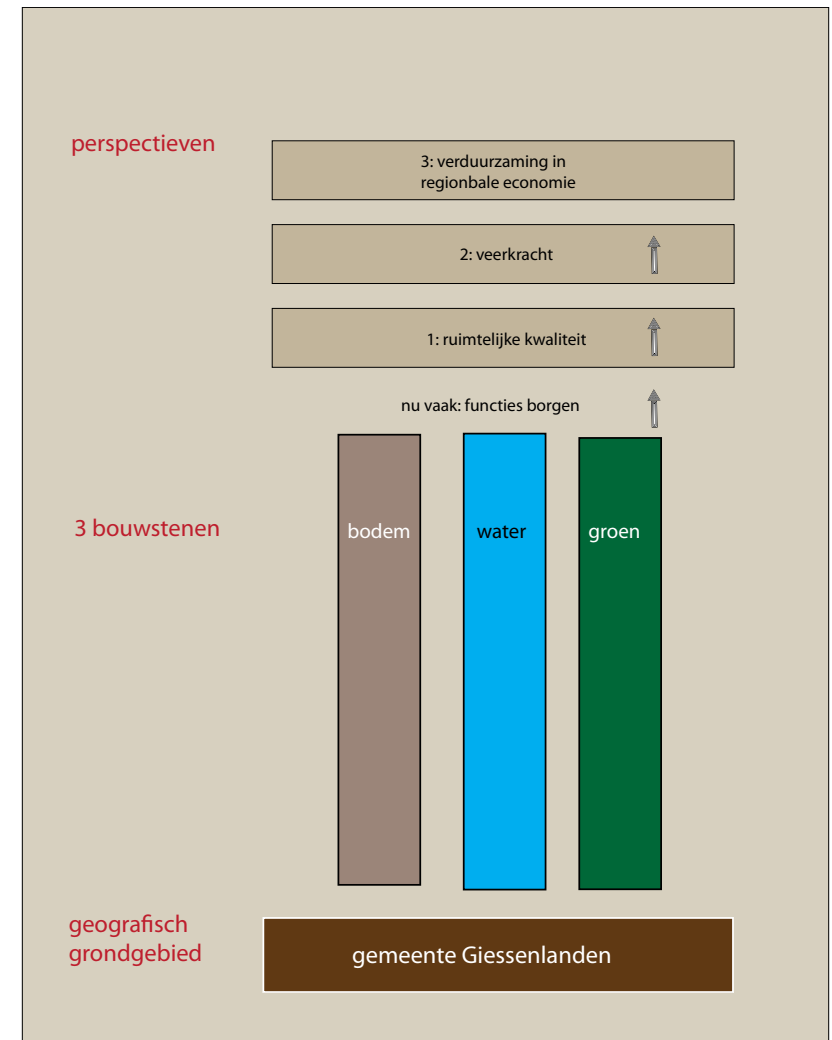 perspectieven
3: verduurzaming in
regionbale economie
2: veerkracht
1: ruimtelijke kwaliteit
nu vaak: functies borgen
3 bouwstenen
bodem
water
groen
geografisch
grondgebied
gemeente Giessenlanden